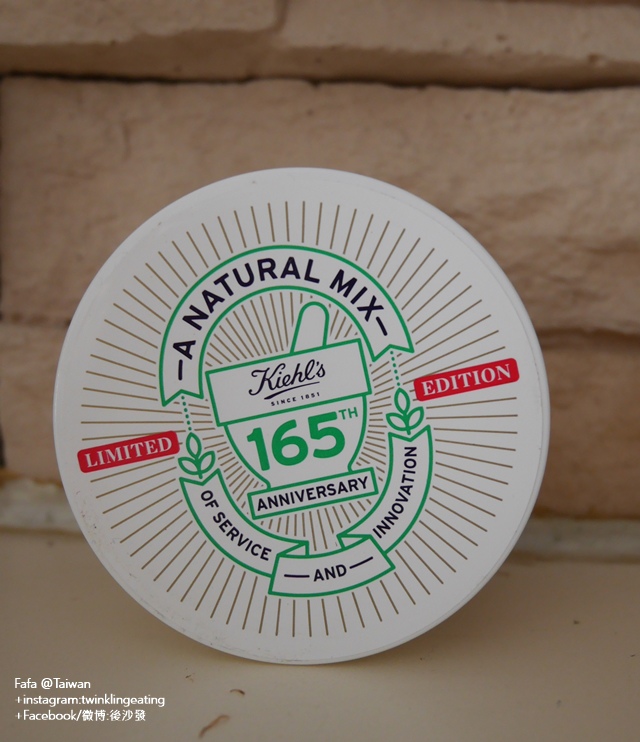 —A NATURAL MIX—
Kiehl's
SINCE 1851
165TH
ANNIVERSARY
LIMITED
EDITION
OF SERVICE
—AND—
INNOVATION
Fafa @Taiwan
+instagram:twinklingeating
+Facebook/微博:後沙發